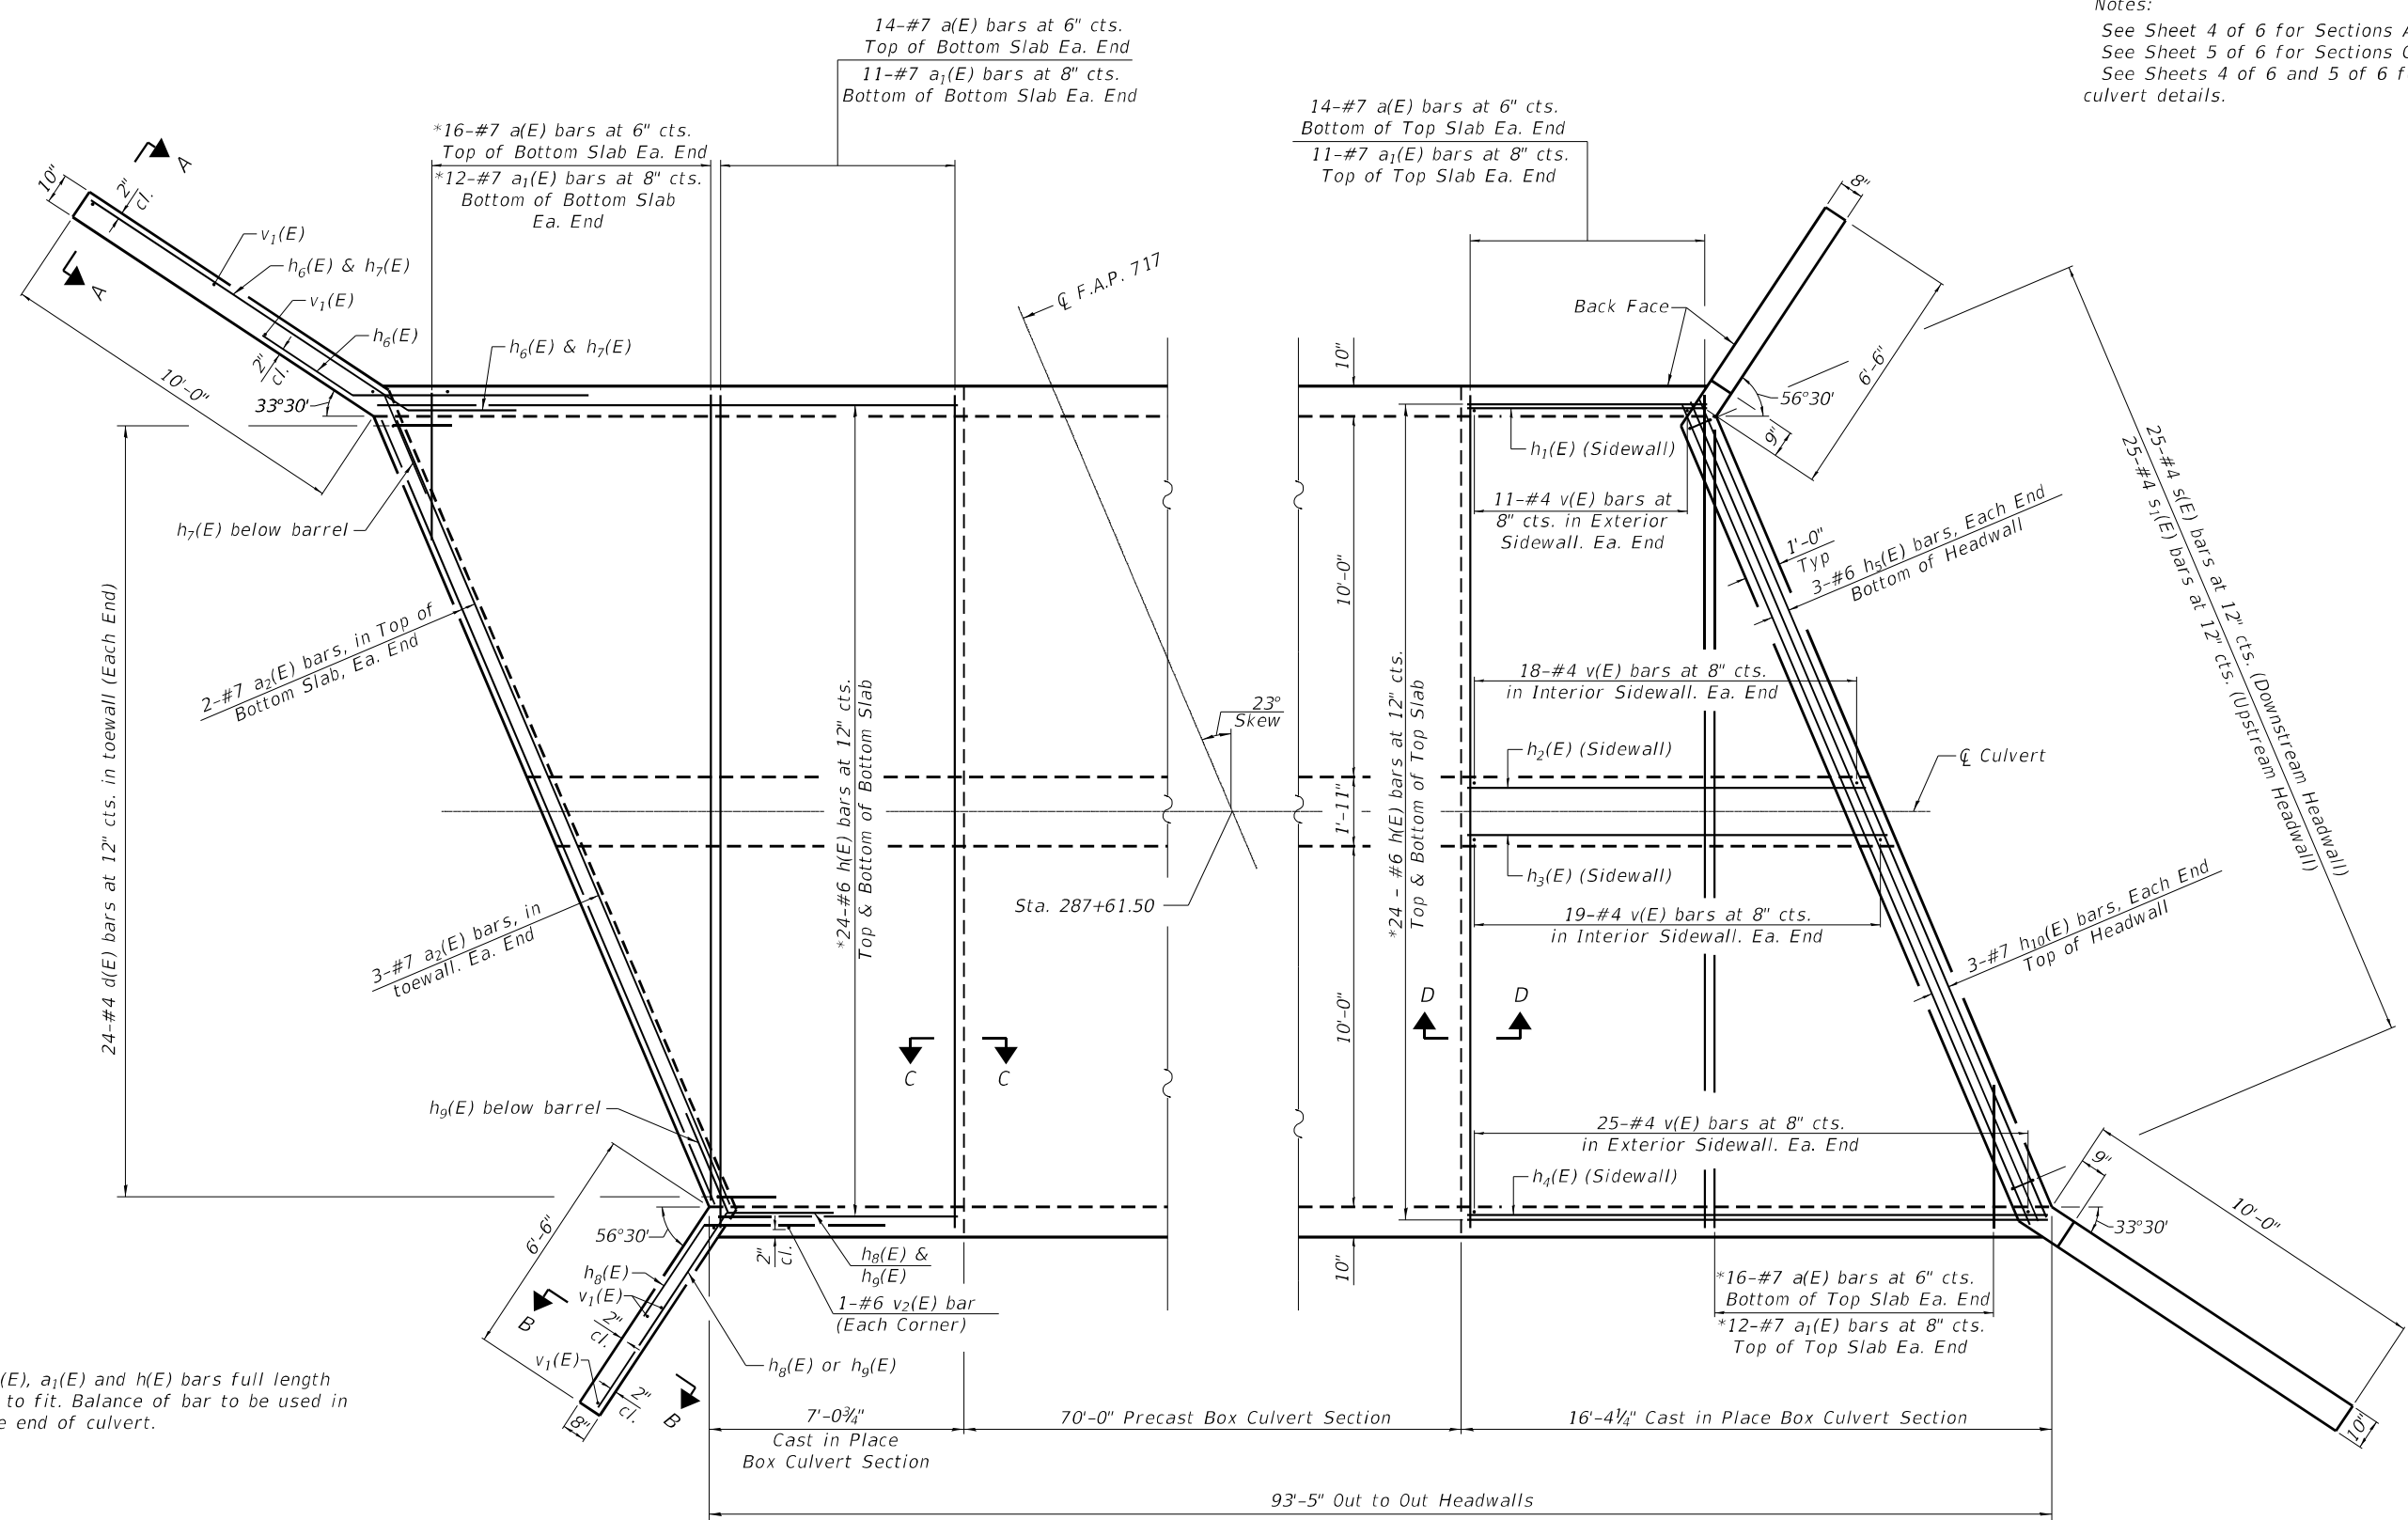 Notes:
See Sheet 4 of 6 for Sections
See Sheet 5 of 6 for Sections
See Sheets 4 of 6 and 5 of 6
culvert details.
14-#7 a(E) bars at 6" cts.
Top of Bottom Slab Ea. End
11-#7 a1(E) bars at 8" cts.
Bottom of Bottom Slab Ea. End
*16-#7 a(E) bars at 6" cts.
Top of Bottom Slab Ea. End
*12-#7 a1(E) bars at 8" cts.
Bottom of Bottom Slab
Ea. End
14-#7 a(E) bars at 6" cts.
Bottom of Top Slab Ea. End
11-#7 a1(E) bars at 8" cts.
Top of Top Slab Ea. End
A
A
10"
2"
cl.
v1(E)
h6(E) & h7(E)
v1(E)
h6(E)
h6(E) & h7(E)
2"
cl.
10'-0"
33°30'
h7(E) below barrel
℄ F.A.P. 717
Back Face
8"
6'-6"
56°30'
9"
10"
h1(E) (Sidewall)
11-#4 v(E) bars at
8" cts. in Exterior
Sidewall. Ea. End
1'-0"
Typ
3-#6 h5(E) bars, Each End
Bottom of Headwall
25-#4 s(E) bars at 12" cts. (Downstream Headwall)
25-#4 s1(E) bars at 12" cts. (Upstream Headwall)
24-#4 d(E) bars at 12" cts. in toewall (Each End)
2-#7 a2(E) bars, in Top of
Bottom Slab, Ea. End
*24-#6 h(E) bars at 12" cts.
Top & Bottom of Bottom Slab
10'-0"
23°
Skew
*24 - #6 h(E) bars at 12" cts.
Top & Bottom of Top Slab
18-#4 v(E) bars at 8" cts.
in Interior Sidewall. Ea. End
h2(E) (Sidewall)
℄ Culvert
1'-11"
h3(E) (Sidewall)
Sta. 287+61.50
19-#4 v(E) bars at 8" cts.
in Interior Sidewall. Ea. End
3-#7 a2(E) bars, in
toewall. Ea. End
3-#7 h10(E) bars, Each End
Top of Headwall
10'-0"
C
C
D
D
h9(E) below barrel
25-#4 v(E) bars at 8" cts.
in Exterior Sidewall. Ea. End
h4(E) (Sidewall)
9"
10'-0"
33°30'
6'-6"
56°30'
2"
cl.
h8(E) &
h9(E)
10"
h8(E)
v1(E)
2"
cl.
B
1-#6 v2(E) bar
(Each Corner)
*16-#7 a(E) bars at 6" cts.
Bottom of Top Slab Ea. End
*12-#7 a1(E) bars at 8" cts.
Top of Top Slab Ea. End
v1(E)
h8(E) or h9(E)
2"
cl.
B
8"
10"
(E), a1(E) and h(E) bars full length
to fit. Balance of bar to be used in
end of culvert.
7'-0¾"
Cast in Place
Box Culvert Section
70'-0" Precast Box Culvert Section
16'-4¼" Cast in Place Box Culvert Section
93'-5" Out to Out Headwalls